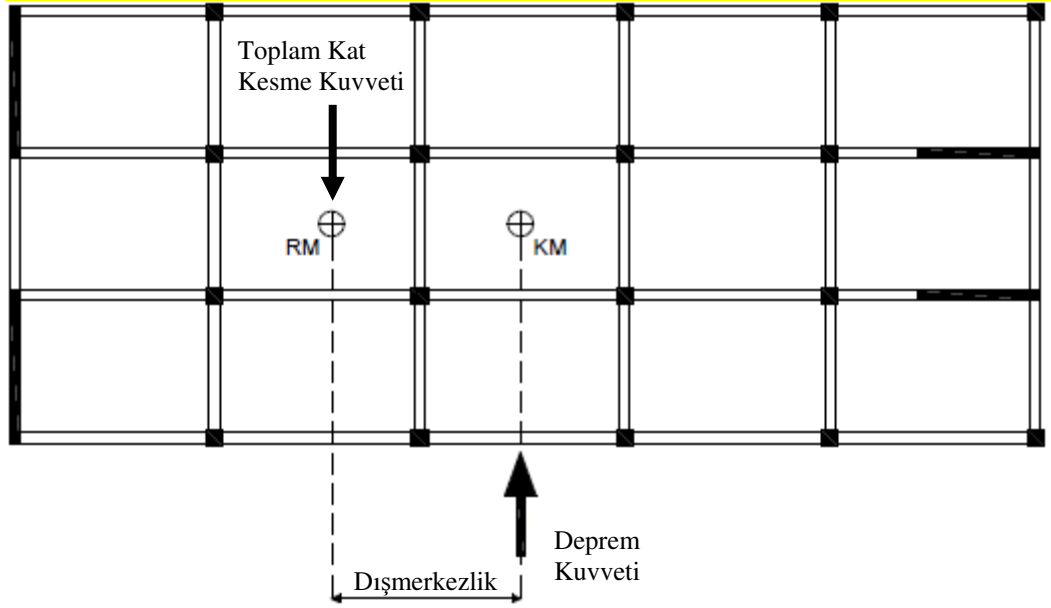 Toplam Kat
Kesme Kuvveti
RM
KM
Deprem
Kuvveti
Dışmerkezlik